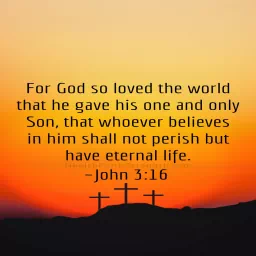 For God so loved the world
that he gave his one and only
Son, that whoever believes
in him shall not perish but
have eternal life.
-John 3:16